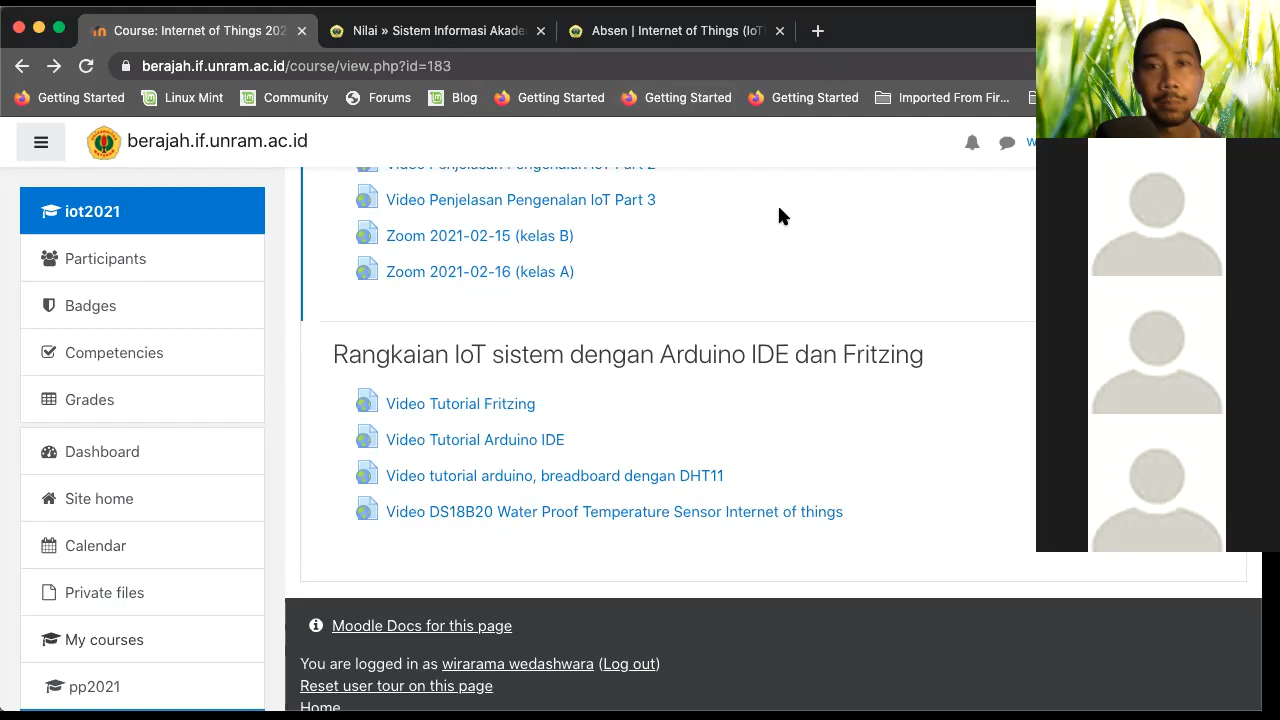 Course: Internet of Things 202
Nilai » Sistem Informasi Akade
Absen | Internet of Things (IoT)
berajah.if.unram.ac.id/course/view.php?id=183
Getting Started
Linux Mint
Community
Forums
Blog
Getting Started
Getting Started
Getting Started
Imported From Fir...
berajah.if.unram.ac.id
W
Video Penjelasan Pengenalan IoT Part 2
Video Penjelasan Pengenalan IoT Part 3
Zoom 2021-02-15 (kelas B)
Zoom 2021-02-16 (kelas A)
iot2021
Participants
Badges
Competencies
Grades
Dashboard
Site home
Calendar
Private files
My courses
pp2021
Rangkaian IoT sistem dengan Arduino IDE dan Fritzing
Video Tutorial Fritzing
Video Tutorial Arduino IDE
Video tutorial arduino, breadboard dengan DHT11
Video DS18B20 Water Proof Temperature Sensor Internet of things
Moodle Docs for this page
You are logged in as wirarama wedashwara (Log out)
Reset user tour on this page
Home